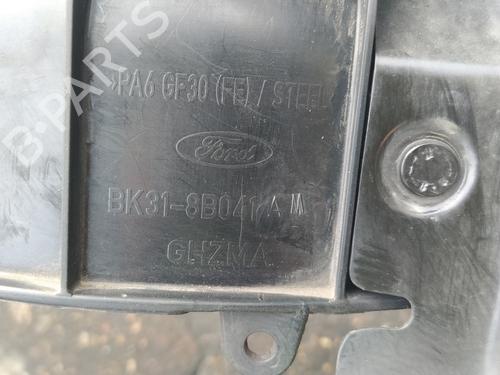 >PA6 GF30 (FE) / STEEL
Ford
BK31-8B041-A M
GHZMA
B-PARTS